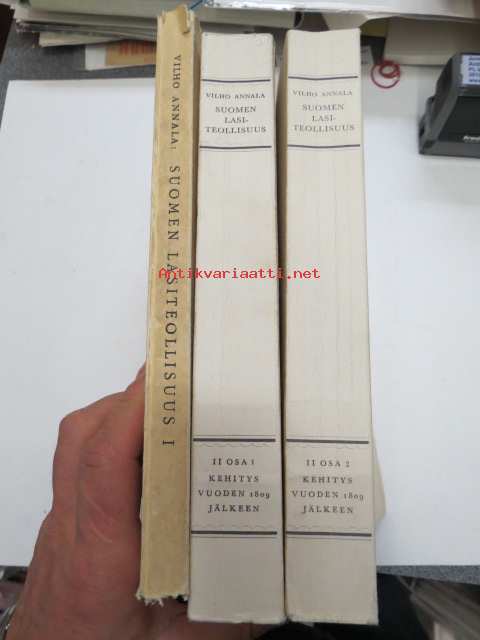 VILHO ANNALA: SUOMEN LASITEOLLISUUS I
VILHO ANNALA
SUOMEN
LASI-
TEOLLISUUS
II OSA 1
KEHITYS
VUODEN 1809
JÄLKEEN
VILHO ANNALA
SUOMEN
LASI-
TEOLLISUUS
II OSA 2
KEHITYS
VUODEN 1809
JÄLKEEN
Antikvariaatti.net